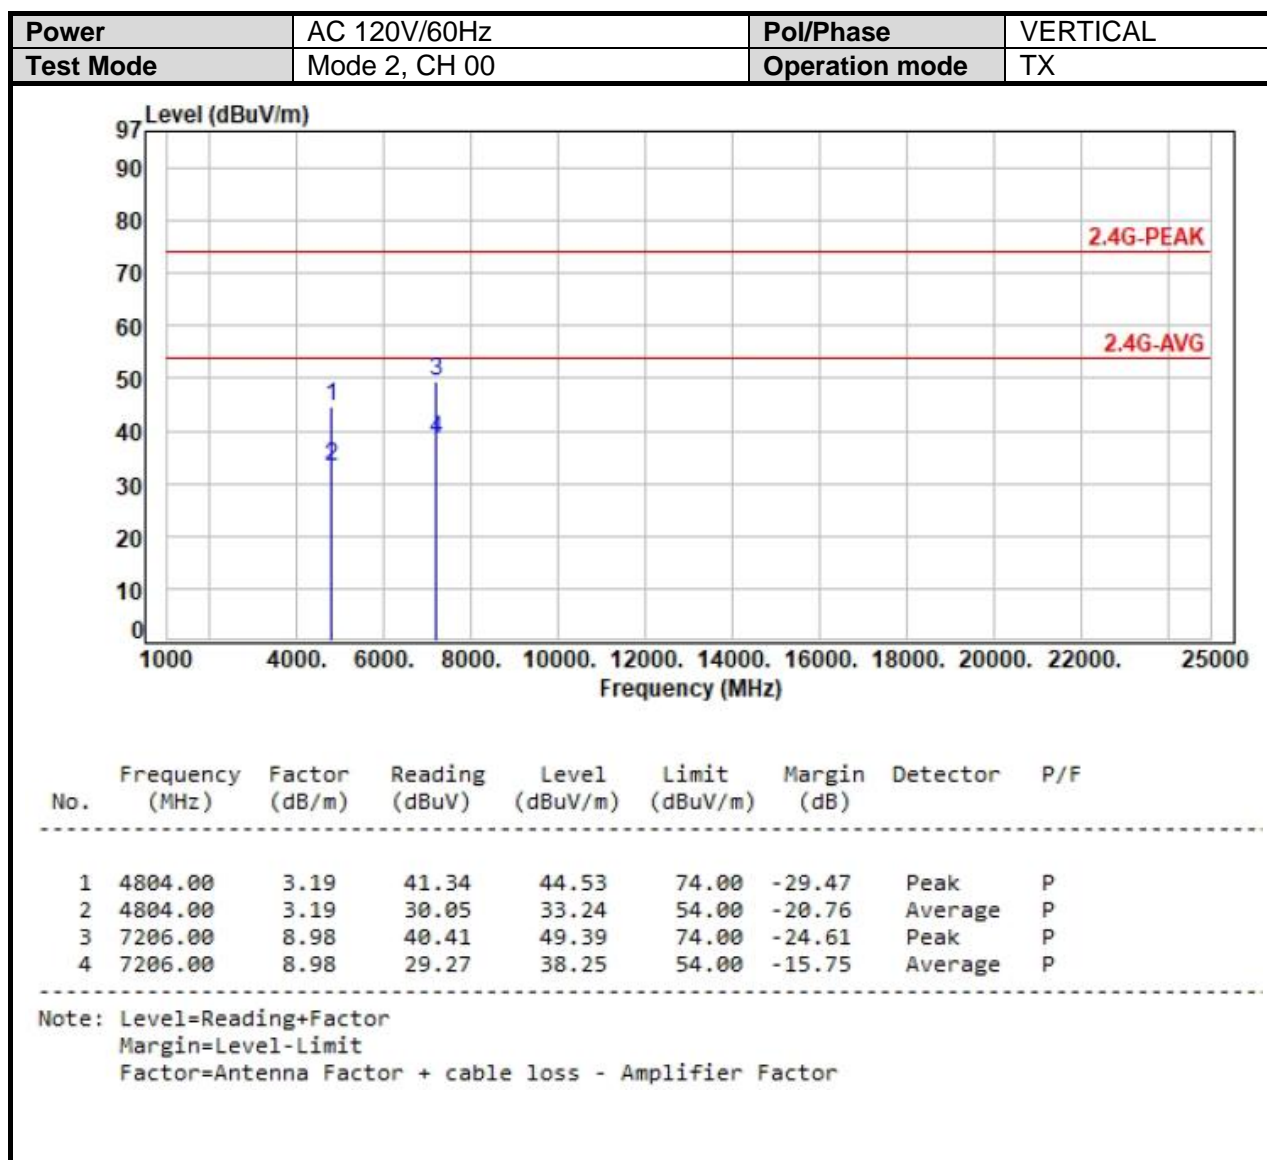 Power AC 120V/60Hz Pol/Phase VERTICAL
Test Mode Mode 2, CH 00 Operation mode TX
Level (dBuV/m)
97
90
80
2.4G-PEAK
70
60
2.4G-AVG
3
50
1
4
40
2
30
20
10
0
1000 4000. 6000. 8000. 10000. 12000. 14000. 16000. 18000. 20000. 22000. 25000
Frequency (MHz)
Frequency Factor Reading Level Limit Margin Detector P/F
No. (MHz) (dB/m) (dBuV) (dBuV/m) (dBuV/m) (dB)
1 4804.00 3.19 41.34 44.53 74.00 -29.47 Peak P
2 4804.00 3.19 30.05 33.24 54.00 -20.76 Average P
3 7206.00 8.98 40.41 49.39 74.00 -24.61 Peak P
4 7206.00 8.98 29.27 38.25 54.00 -15.75 Average P
Note: Level=Reading+Factor
Margin=Level-Limit
Factor=Antenna Factor + cable loss - Amplifier Factor